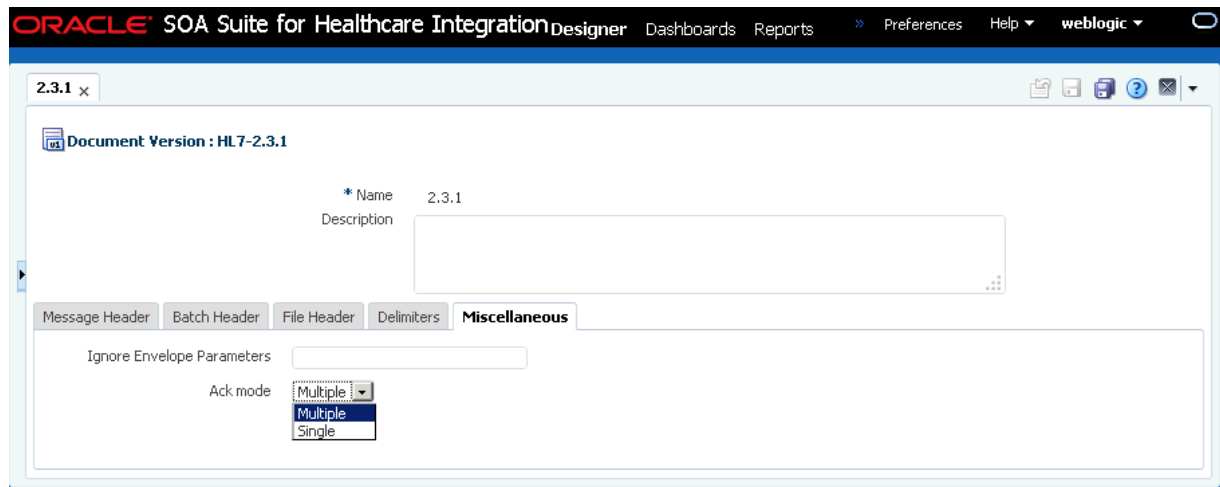 ORACLE SOA Suite for Healthcare Integration Designer Dashboards Reports » Preferences Help weblogic
2.3.1 x
v1 Document Version : HL7-2.3.1
* Name 2.3.1
Description
Message Header Batch Header File Header Delimiters Miscellaneous
Ignore Envelope Parameters
Ack mode Multiple
Multiple
Single